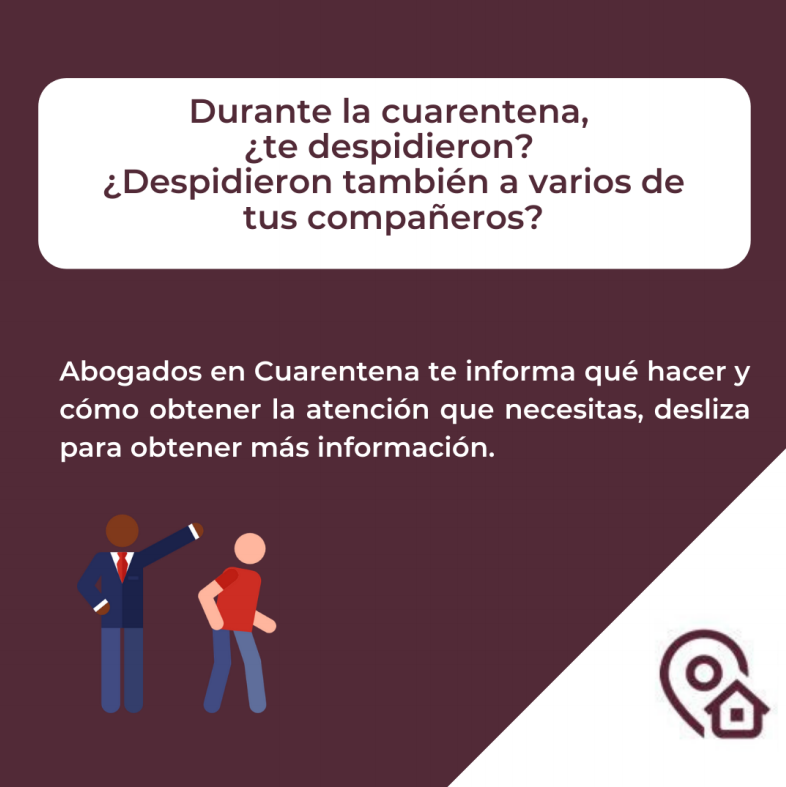 Durante la cuarentena,
¿te despidieron?
¿Despidieron también a varios de
tus compañeros?
Abogados en Cuarentena te informa qué hacer y
cómo obtener la atención que necesitas, desliza
para obtener más información.